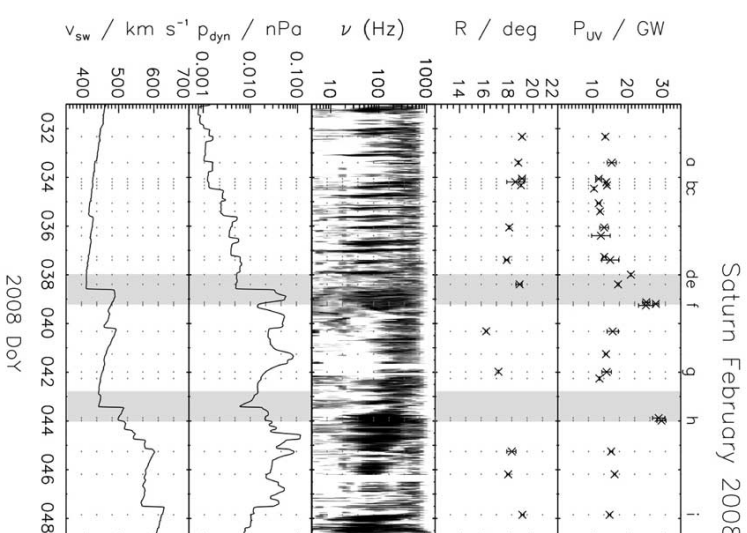 Saturn February 2008
a bc de f g h i
P_UV / GW
30
20
10
R / deg
22
20
18
16
14
ν (Hz)
1000
100
10
p_dyn / nPa
0.100
0.010
0.001
v_sw / km s⁻¹
700
600
500
400
032 034 036 038 040 042 044 046 048
2008 DoY